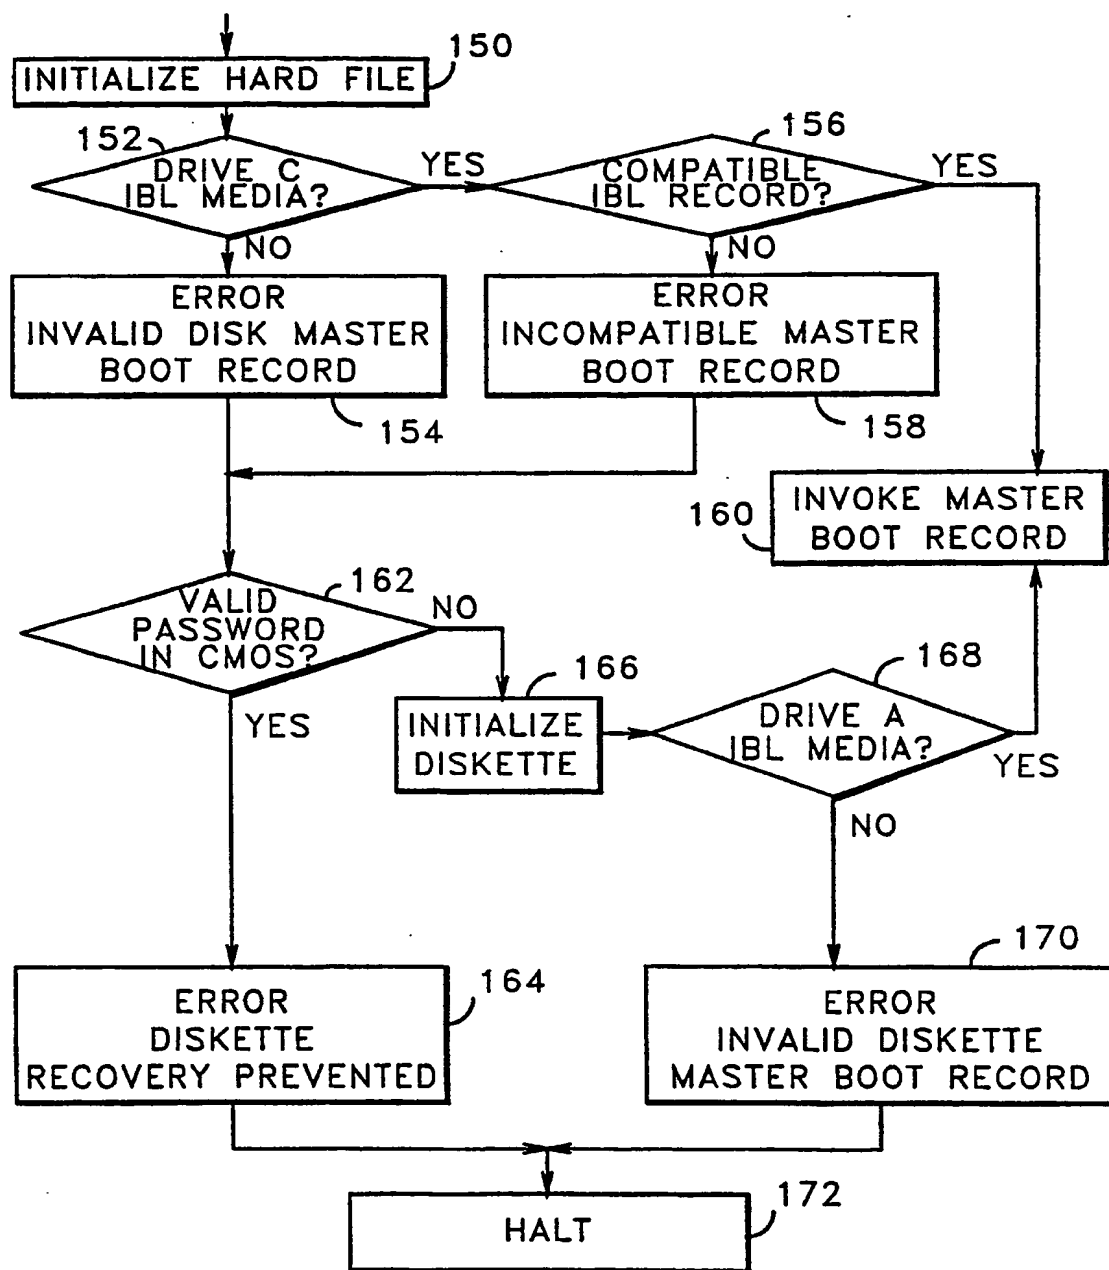 150
INITIALIZE HARD FILE
152
DRIVE C
IBL MEDIA?
YES
156
COMPATIBLE
IBL RECORD?
YES
NO
NO
ERROR
INVALID DISK MASTER
BOOT RECORD
154
ERROR
INCOMPATIBLE MASTER
BOOT RECORD
158
160
INVOKE MASTER
BOOT RECORD
162
VALID
PASSWORD
IN CMOS?
NO
YES
166
INITIALIZE
DISKETTE
168
DRIVE A
IBL MEDIA?
YES
NO
164
ERROR
DISKETTE
RECOVERY PREVENTED
170
ERROR
INVALID DISKETTE
MASTER BOOT RECORD
172
HALT